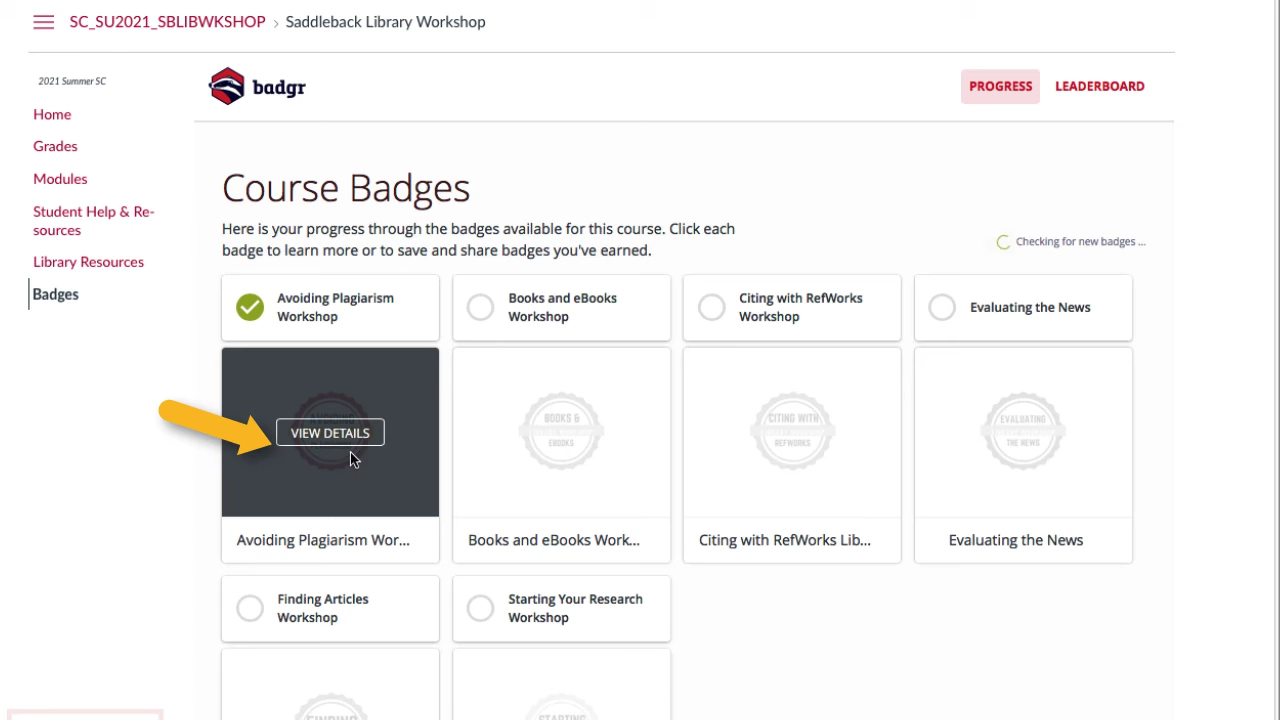 SC_SU2021_SBLIBWKSHOP › Saddleback Library Workshop
2021 Summer SC
Home
Grades
Modules
Student Help & Re-
sources
Library Resources
Badges
badgr
PROGRESS
LEADERBOARD
Course Badges
Here is your progress through the badges available for this course. Click each
badge to learn more or to save and share badges you've earned.
Checking for new badges ...
Avoiding Plagiarism
Workshop
Books and eBooks
Workshop
Citing with RefWorks
Workshop
Evaluating the News
AVOIDING
VIEW DETAILS
BOOKS &
EBOOKS
CITING WITH
REFWORKS
EVALUATING
THE NEWS
Avoiding Plagiarism Wor...
Books and eBooks Work...
Citing with RefWorks Lib...
Evaluating the News
Finding Articles
Workshop
Starting Your Research
Workshop
FINDING
STARTING